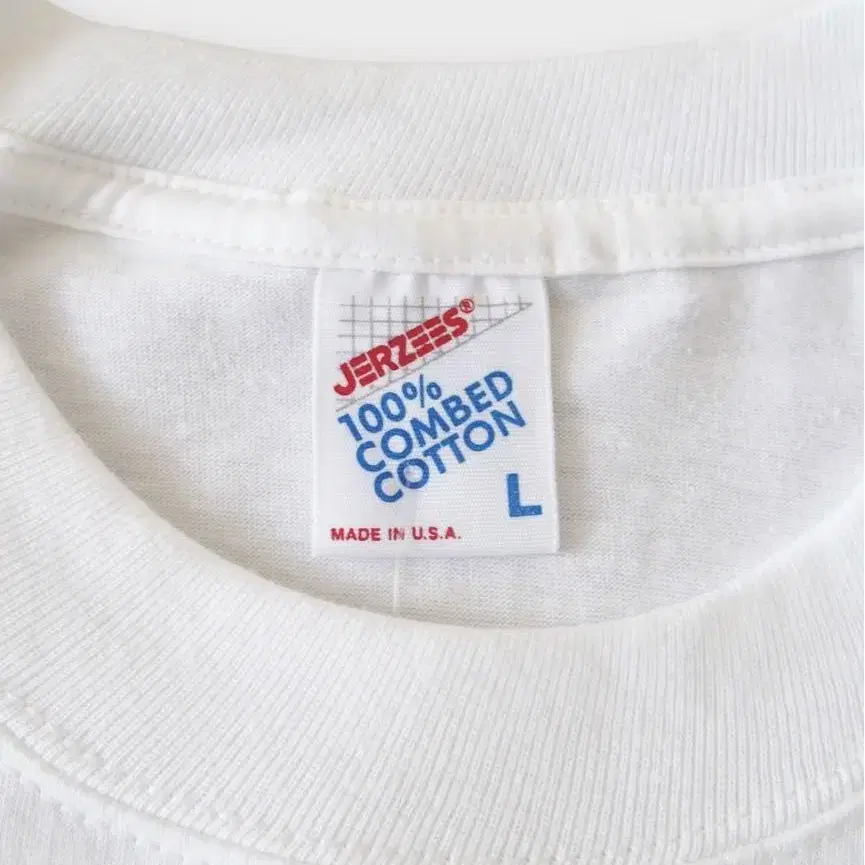 JERZEES®
100%
COMBED
COTTON
L
MADE IN U.S.A.